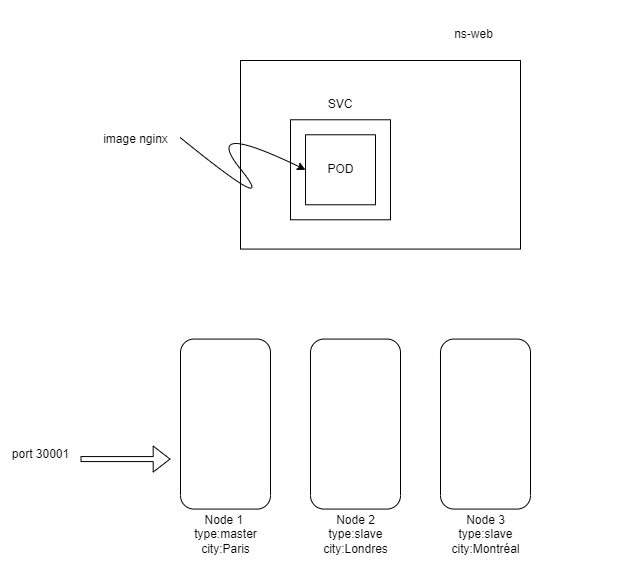 ns-web
SVC
image nginx
POD
port 30001
Node 1
type:master
city:Paris
Node 2
type:slave
city:Londres
Node 3
type:slave
city:Montréal